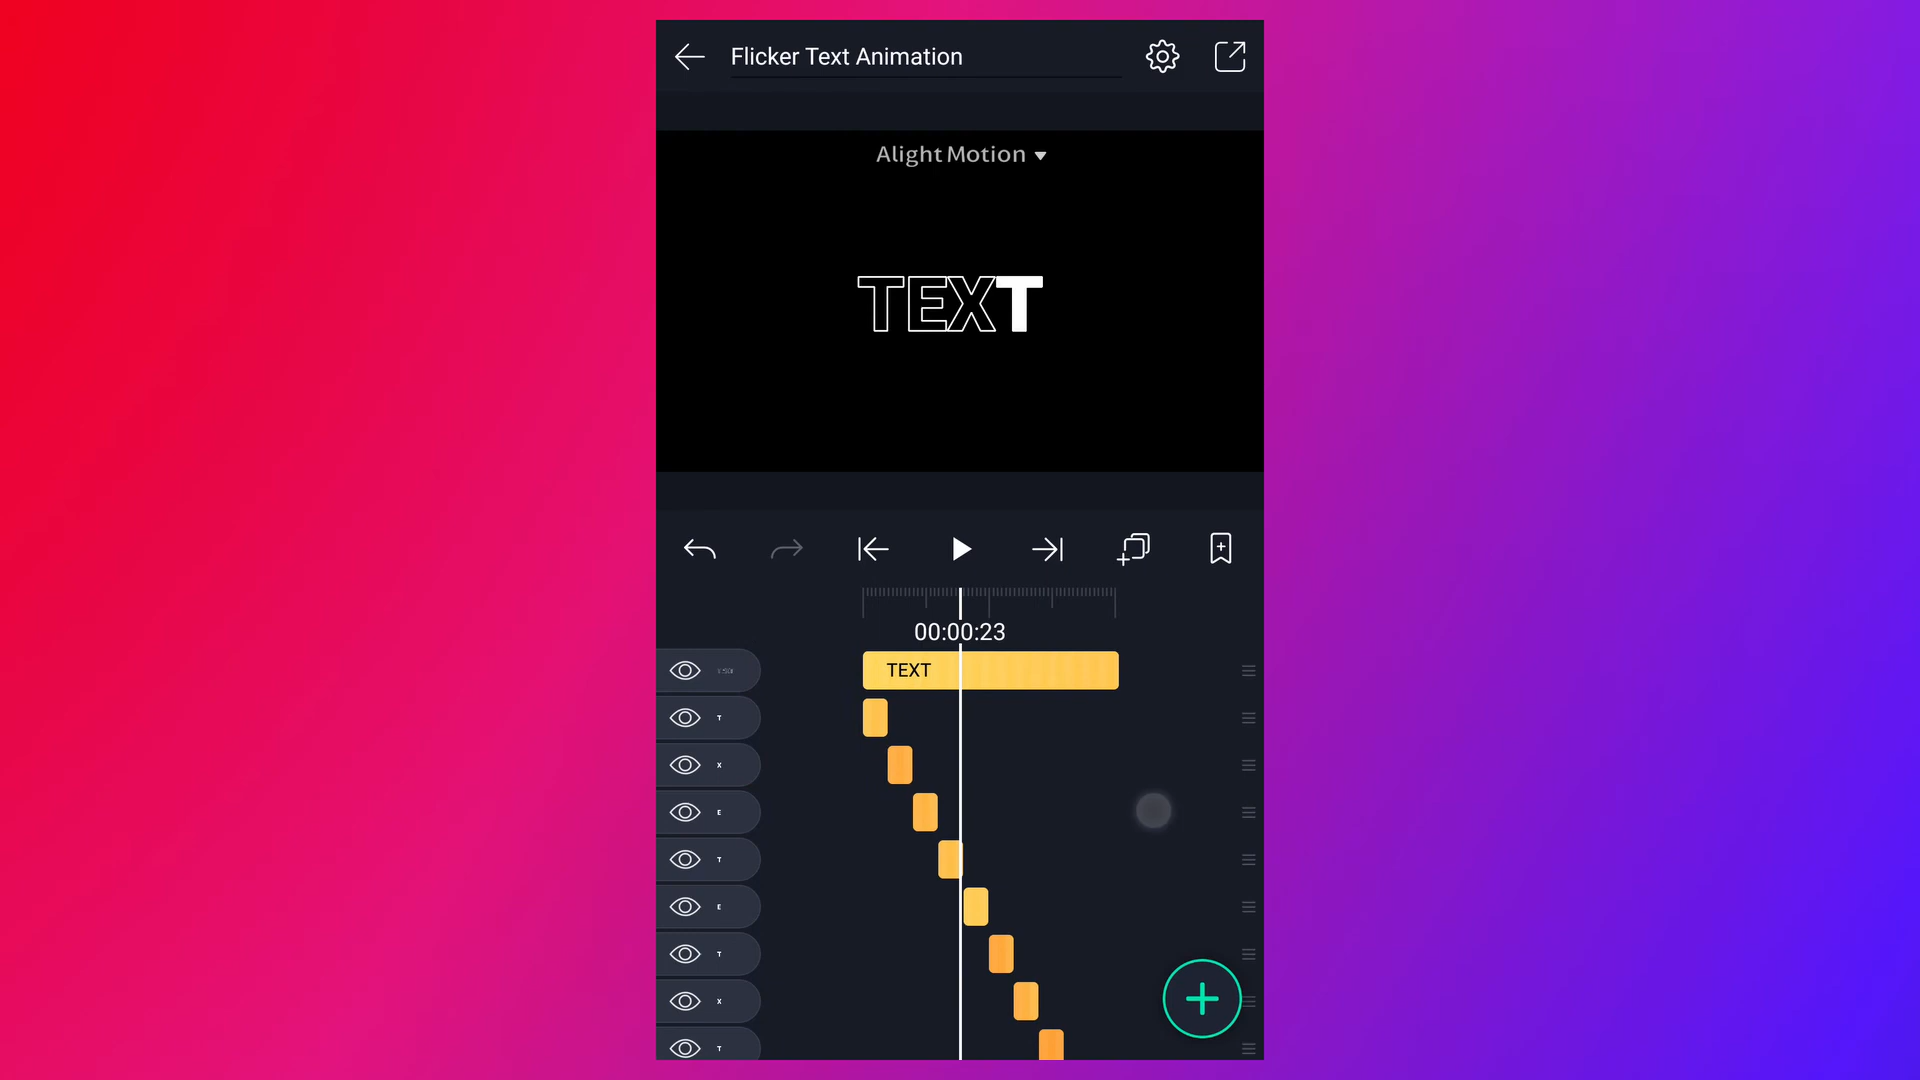 Flicker Text Animation
Alight Motion
TEXT
00:00:23
TEXT
T
X
E
T
E
T
X
T